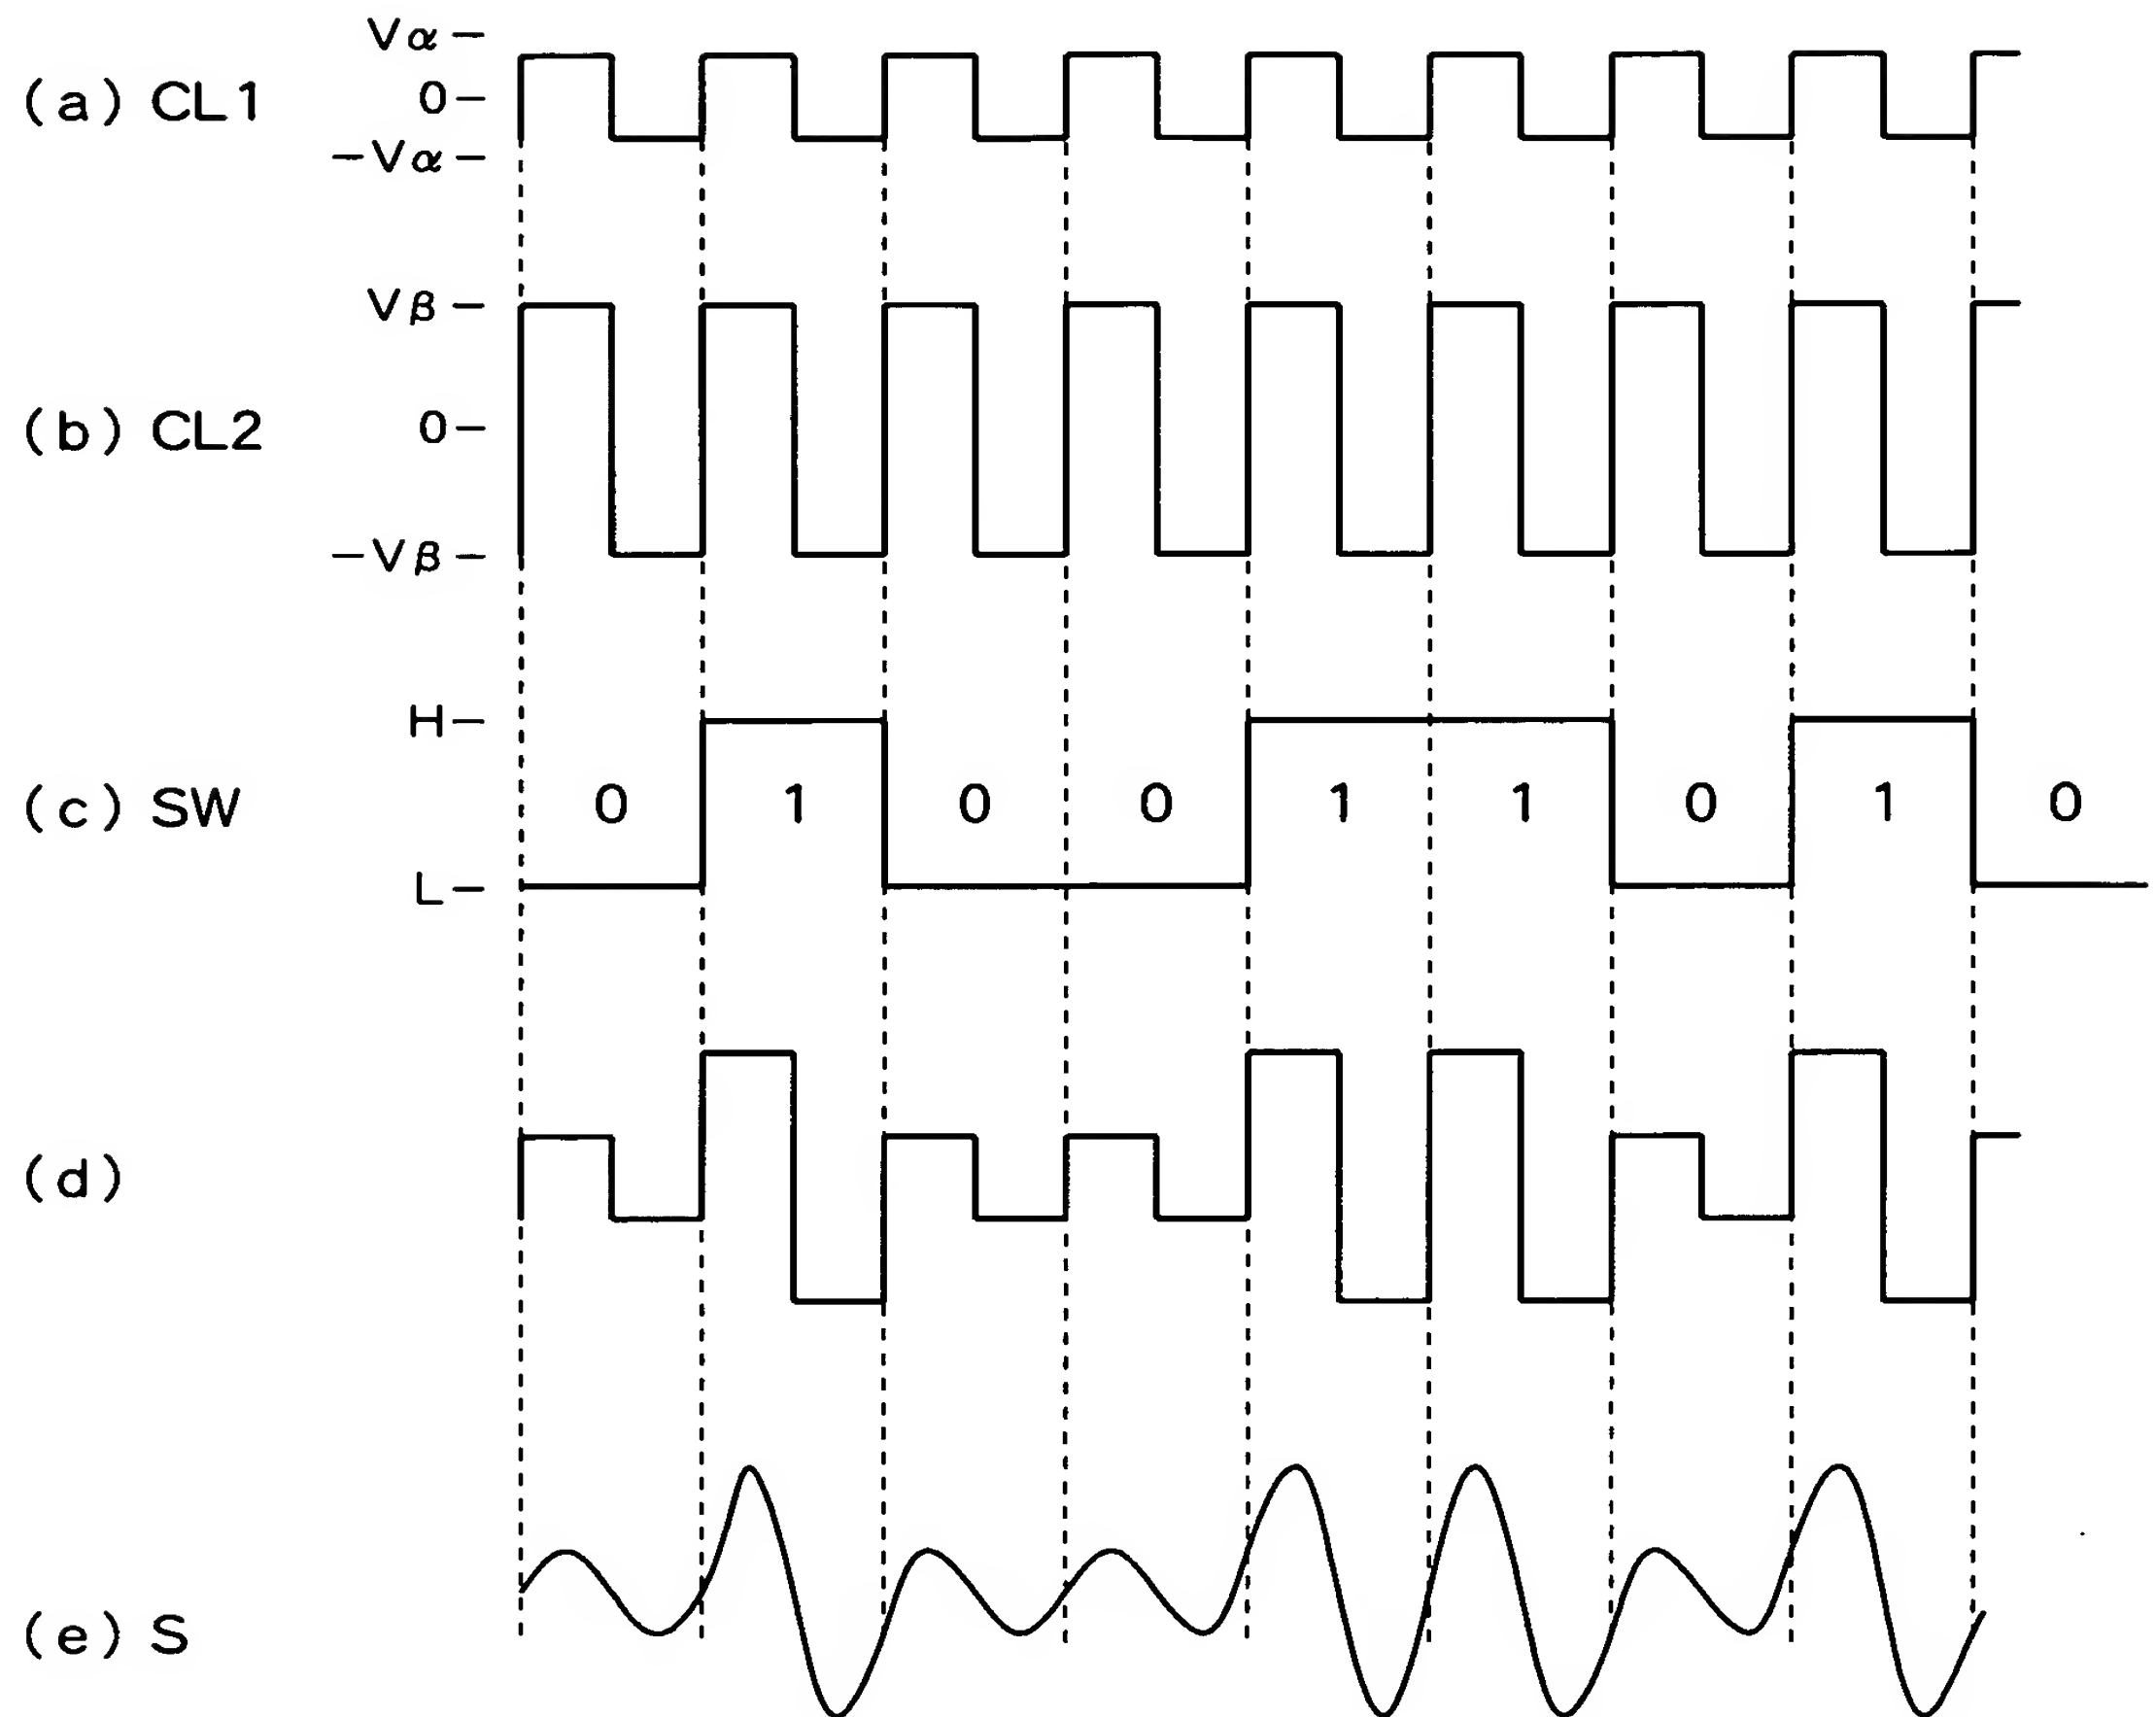 Vα
(a) CL1 0
−Vα
Vβ
(b) CL2 0
−Vβ
H
(c) SW 0 1 0 0 1 1 0 1 0
L
(d)
(e) S